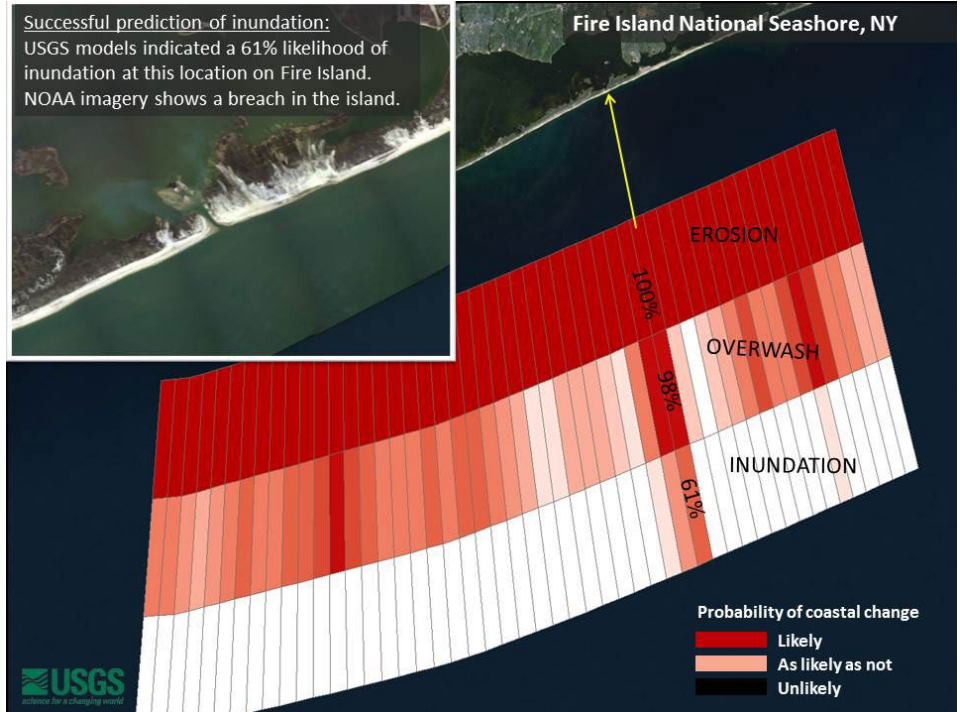 Successful prediction of inundation:
USGS models indicated a 61% likelihood of
inundation at this location on Fire Island.
NOAA imagery shows a breach in the island.
Fire Island National Seashore, NY
EROSION
100%
OVERWASH
98%
INUNDATION
61%
Probability of coastal change
Likely
As likely as not
Unlikely
USGS
science for a changing world